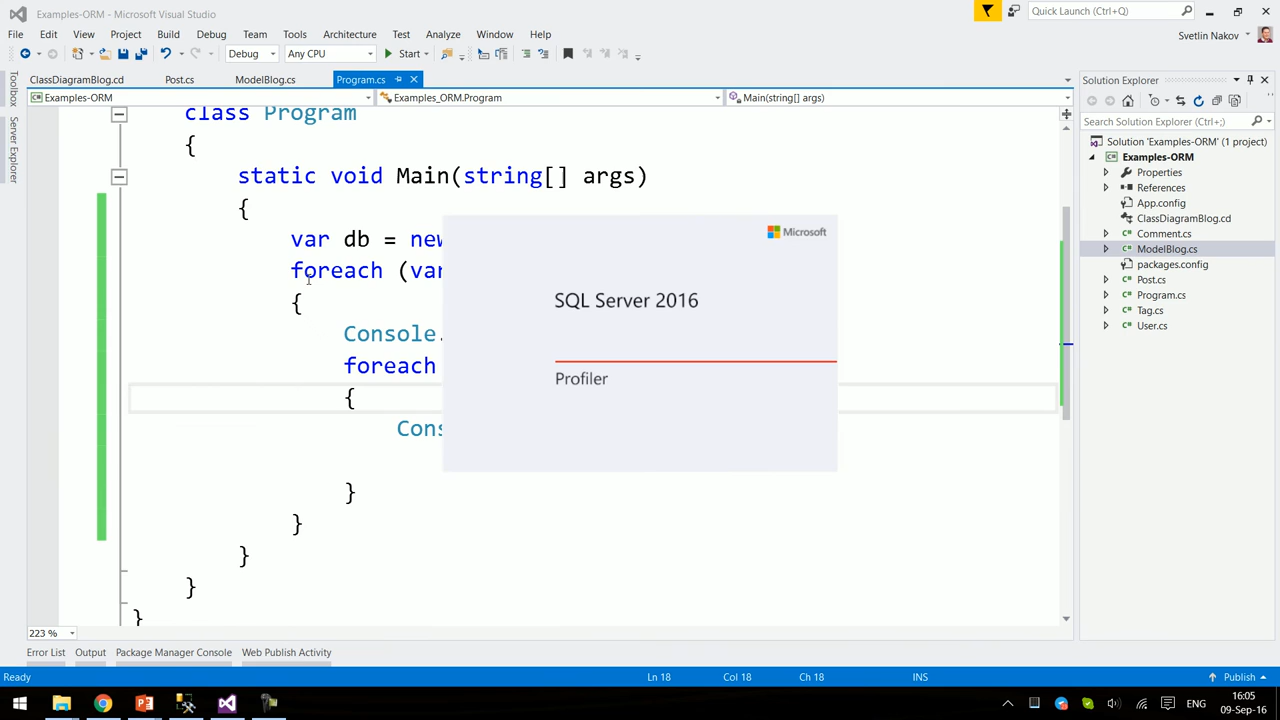 Examples-ORM - Microsoft Visual Studio
Quick Launch (Ctrl+Q)
File Edit View Project Build Debug Team Tools Architecture Test Analyze Window Help
Svetlin Nakov
Debug Any CPU Start
ClassDiagramBlog.cd Post.cs ModelBlog.cs Program.cs
Examples-ORM Examples_ORM.Program Main(string[] args)
Toolbox
Server Explorer
class Program
{
static void Main(string[] args)
{
var db = new
foreach (var
{
Console.
foreach
{
Cons
}
}
}
}
}
Microsoft
SQL Server 2016
Profiler
Solution Explorer
Search Solution Explorer (Ctrl+;)
Solution 'Examples-ORM' (1 project)
Examples-ORM
Properties
References
App.config
ClassDiagramBlog.cd
Comment.cs
ModelBlog.cs
packages.config
Post.cs
Program.cs
Tag.cs
User.cs
223 %
Error List Output Package Manager Console Web Publish Activity
Ready Ln 18 Col 18 Ch 18 INS Publish
ENG 16:05
09-Sep-16